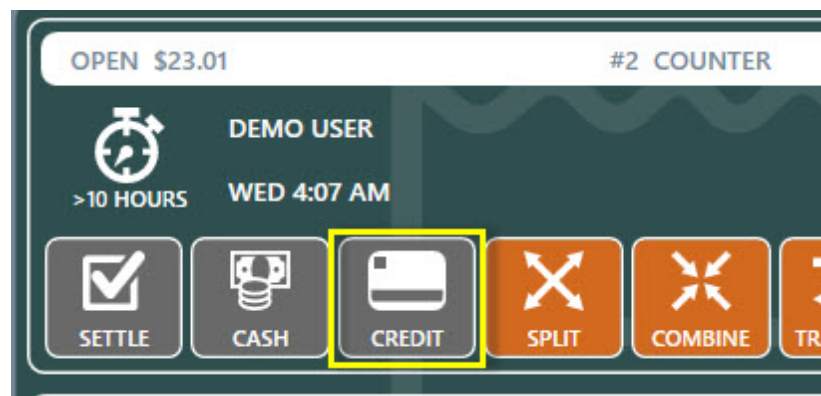 OPEN $23.01 #2 COUNTER
DEMO USER
>10 HOURS WED 4:07 AM
SETTLE CASH CREDIT SPLIT COMBINE